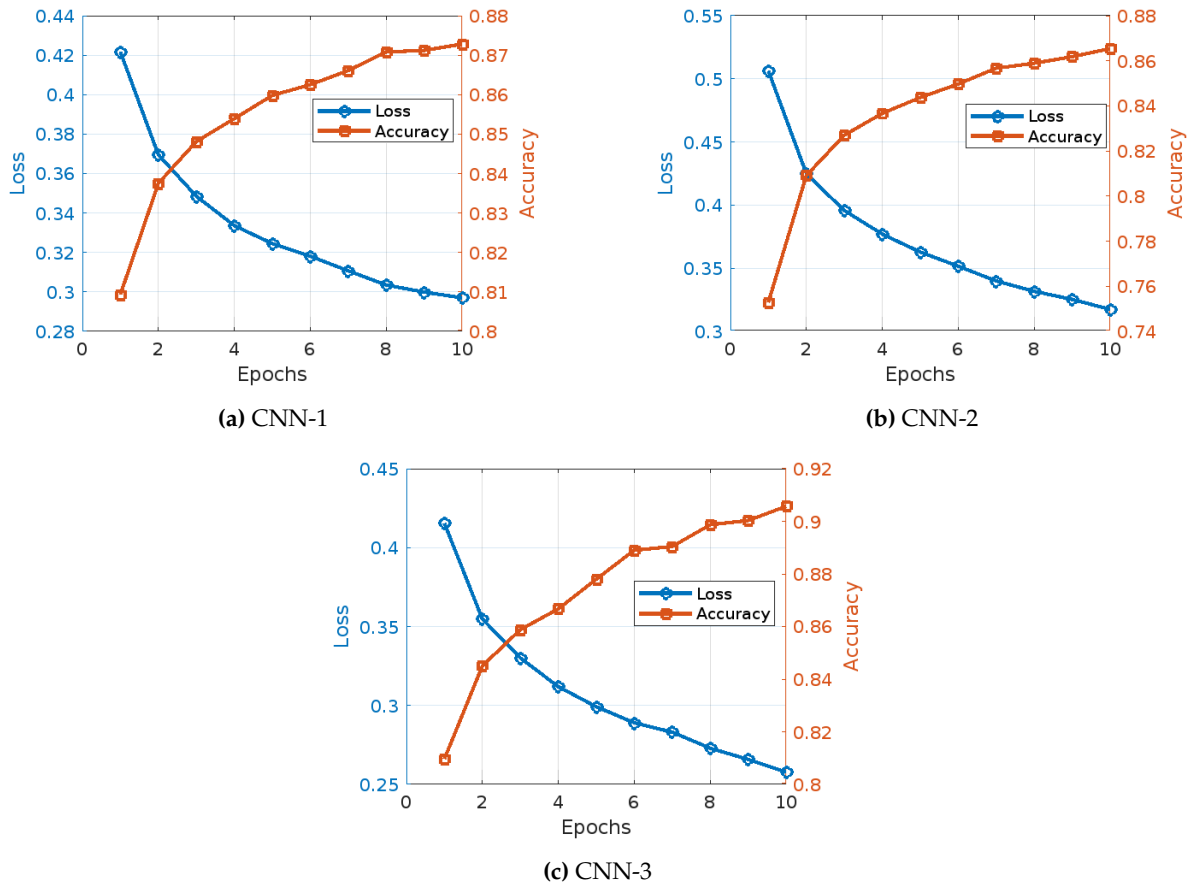 0.44
0.42
0.4
0.38
0.36
0.34
0.32
0.3
0.28
Loss
0 2 4 6 8 10
Epochs
0.88
0.87
0.86
0.85
0.84
0.83
0.82
0.81
0.8
Accuracy
Loss
Accuracy
(a) CNN-1
0.55
0.5
0.45
0.4
0.35
0.3
Loss
0 2 4 6 8 10
Epochs
0.88
0.86
0.84
0.82
0.8
0.78
0.76
0.74
Accuracy
Loss
Accuracy
(b) CNN-2
0.45
0.4
0.35
0.3
0.25
Loss
0 2 4 6 8 10
Epochs
0.92
0.9
0.88
0.86
0.84
0.82
0.8
Accuracy
Loss
Accuracy
(c) CNN-3